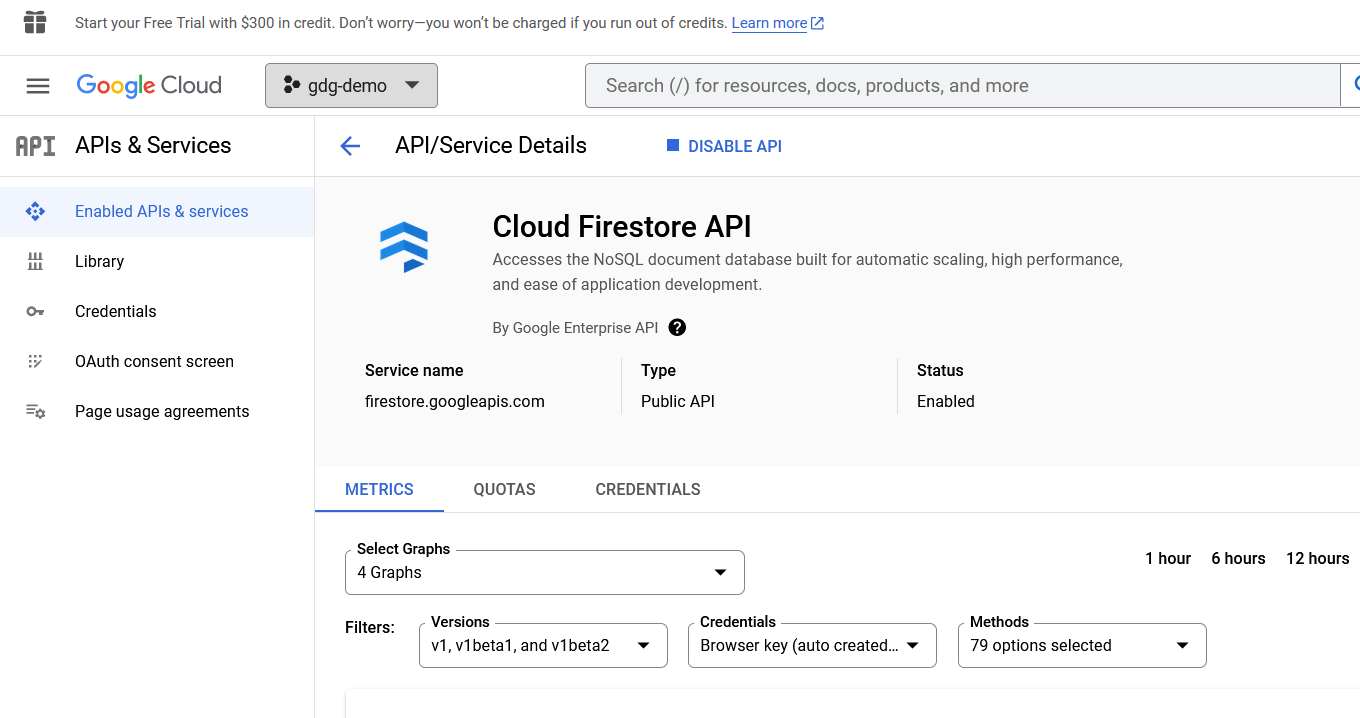 Start your Free Trial with $300 in credit. Don’t worry—you won’t be charged if you run out of credits. Learn more
Google Cloud
gdg-demo
Search (/) for resources, docs, products, and more
API
APIs & Services
API/Service Details
DISABLE API
Enabled APIs & services
Library
Credentials
OAuth consent screen
Page usage agreements
Cloud Firestore API
Accesses the NoSQL document database built for automatic scaling, high performance,
and ease of application development.
By Google Enterprise API
Service name
firestore.googleapis.com
Type
Public API
Status
Enabled
METRICS
QUOTAS
CREDENTIALS
Select Graphs
4 Graphs
1 hour
6 hours
12 hours
Filters:
Versions
v1, v1beta1, and v1beta2
Credentials
Browser key (auto created...
Methods
79 options selected